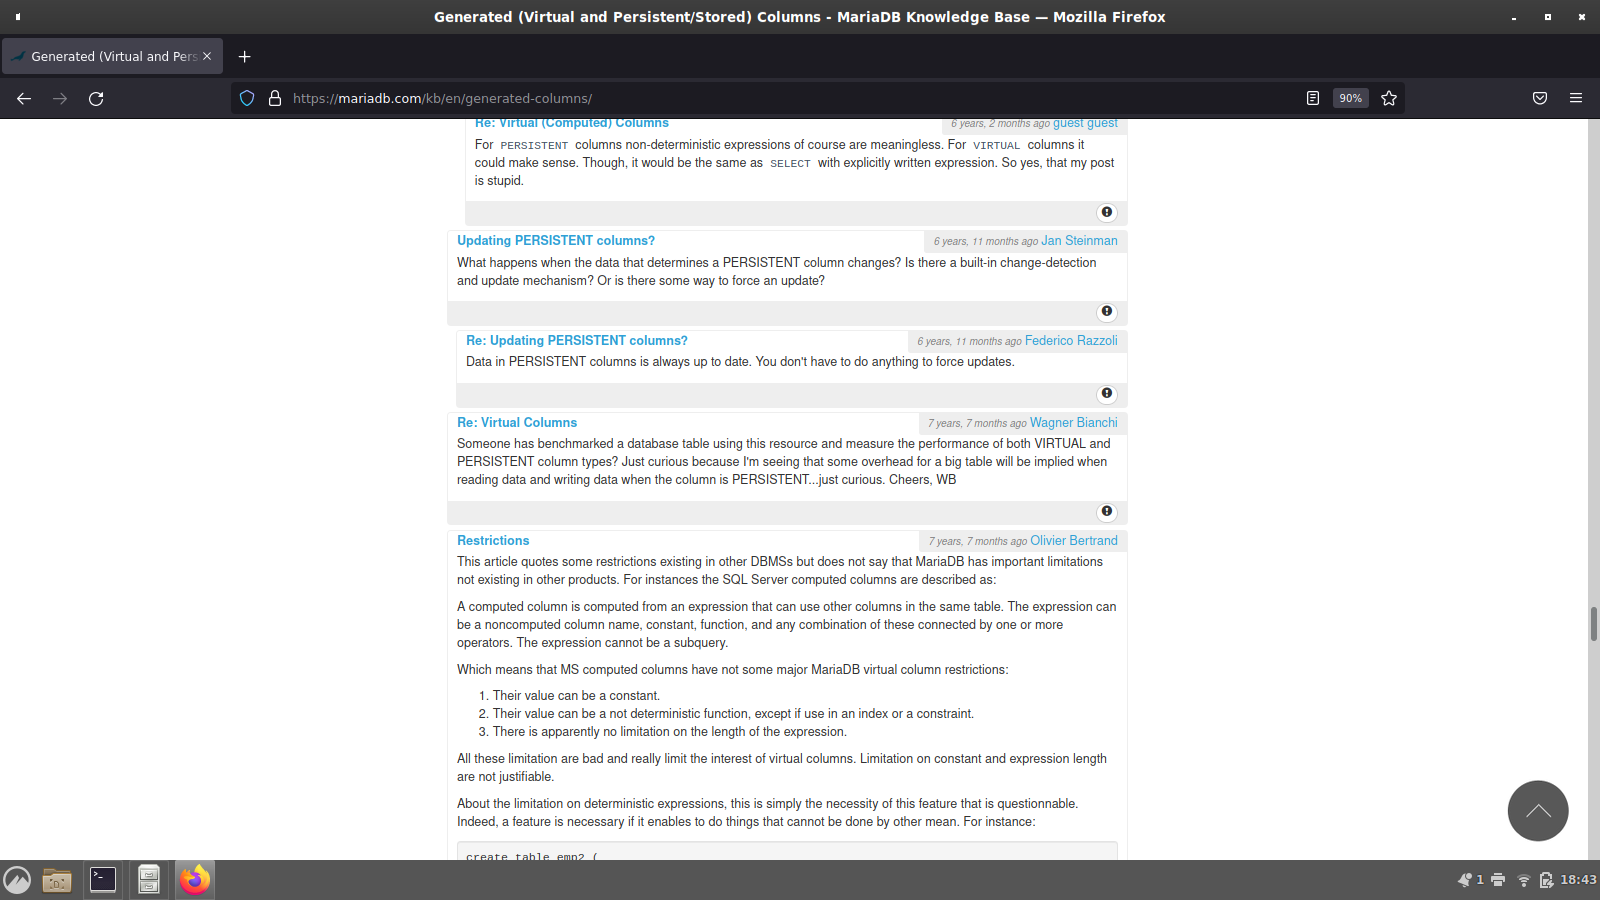 Generated (Virtual and Persistent/Stored) Columns - MariaDB Knowledge Base — Mozilla Firefox
Generated (Virtual and Pers
https://mariadb.com/kb/en/generated-columns/
90%
Re: Virtual (Computed) Columns
6 years, 2 months ago guest guest
For PERSISTENT columns non-deterministic expressions of course are meaningless. For VIRTUAL columns it
could make sense. Though, it would be the same as SELECT with explicitly written expression. So yes, that my post
is stupid.
Updating PERSISTENT columns?
6 years, 11 months ago Jan Steinman
What happens when the data that determines a PERSISTENT column changes? Is there a built-in change-detection
and update mechanism? Or is there some way to force an update?
Re: Updating PERSISTENT columns?
6 years, 11 months ago Federico Razzoli
Data in PERSISTENT columns is always up to date. You don't have to do anything to force updates.
Re: Virtual Columns
7 years, 7 months ago Wagner Bianchi
Someone has benchmarked a database table using this resource and measure the performance of both VIRTUAL and
PERSISTENT column types? Just curious because I'm seeing that some overhead for a big table will be implied when
reading data and writing data when the column is PERSISTENT...just curious. Cheers, WB
Restrictions
7 years, 7 months ago Olivier Bertrand
This article quotes some restrictions existing in other DBMSs but does not say that MariaDB has important limitations
not existing in other products. For instances the SQL Server computed columns are described as:
A computed column is computed from an expression that can use other columns in the same table. The expression can
be a noncomputed column name, constant, function, and any combination of these connected by one or more
operators. The expression cannot be a subquery.
Which means that MS computed columns have not some major MariaDB virtual column restrictions:
1. Their value can be a constant.
2. Their value can be a not deterministic function, except if use in an index or a constraint.
3. There is apparently no limitation on the length of the expression.
All these limitation are bad and really limit the interest of virtual columns. Limitation on constant and expression length
are not justifiable.
About the limitation on deterministic expressions, this is simply the necessity of this feature that is questionnable.
Indeed, a feature is necessary if it enables to do things that cannot be done by other mean. For instance:
create table emp2 (
1
18:43